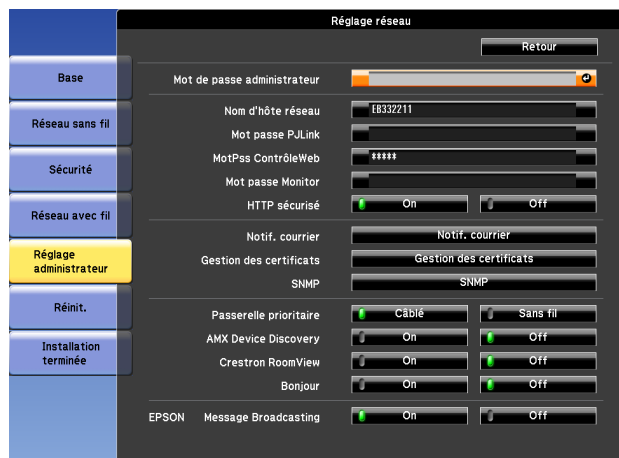 Réglage réseau
Retour
Base
Réseau sans fil
Sécurité
Réseau avec fil
Réglage
administrateur
Réinit.
Installation
terminée
Mot de passe administrateur
Nom d'hôte réseau EB332211
Mot passe PJLink
MotPss ContrôleWeb *****
Mot passe Monitor
HTTP sécurisé On Off
Notif. courrier Notif. courrier
Gestion des certificats Gestion des certificats
SNMP SNMP
Passerelle prioritaire Câblé Sans fil
AMX Device Discovery On Off
Crestron RoomView On Off
Bonjour On Off
EPSON Message Broadcasting On Off